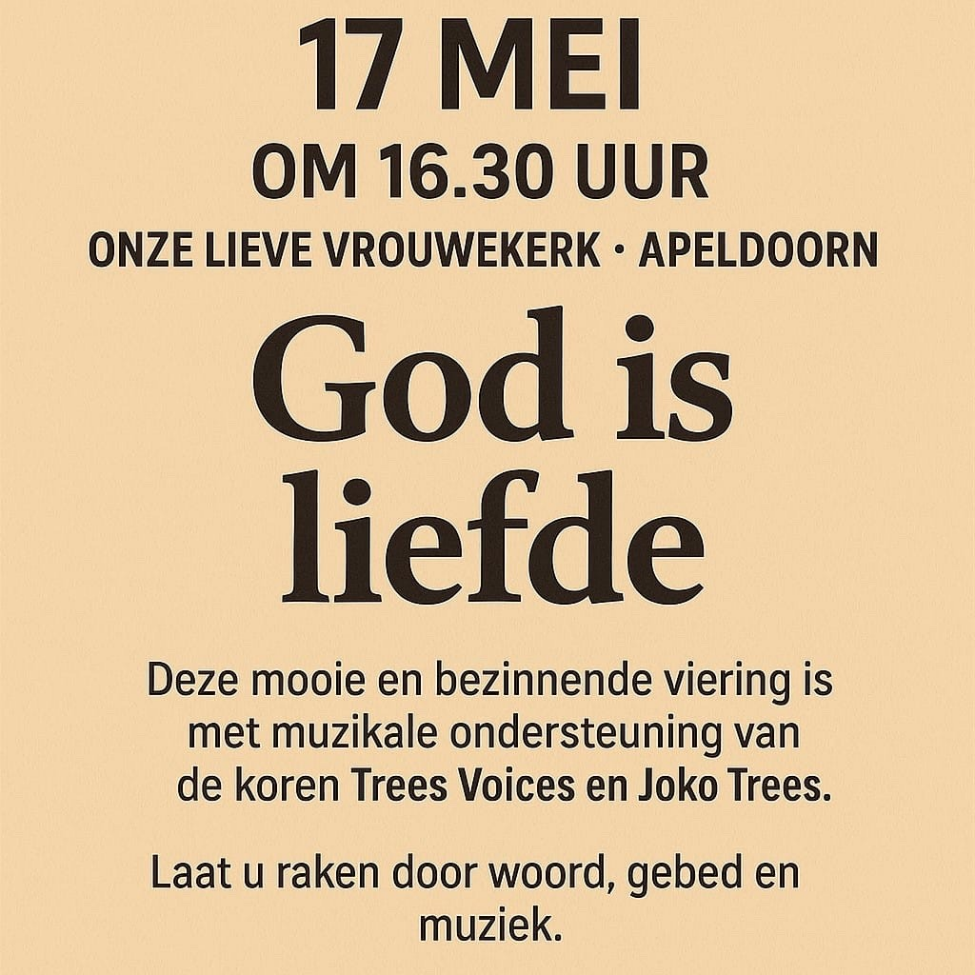 17 MEI
OM 16.30 UUR
ONZE LIEVE VROUWEKERK • APELDOORN
God is
liefde
Deze mooie en bezinnende viering is
met muzikale ondersteuning van
de koren Trees Voices en Joko Trees.
Laat u raken door woord, gebed en
muziek.